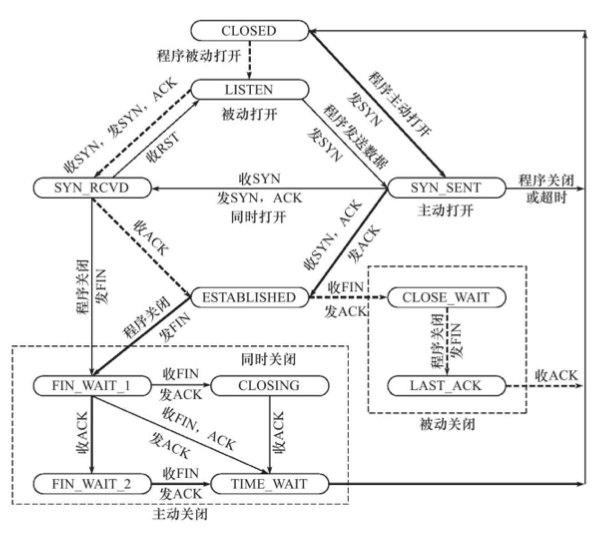 CLOSED
程序被动打开
LISTEN
被动打开
收SYN，发SYN，ACK
收RST
程序发送数据
发SYN
程序主动打开
发SYN
SYN_RCVD
收SYN
发SYN，ACK
同时打开
SYN_SENT
主动打开
程序关闭
或超时
收ACK
收SYN，ACK
发ACK
程序关闭
发FIN
ESTABLISHED
收FIN
发ACK
CLOSE_WAIT
程序关闭
发FIN
程序关闭
发FIN
LAST_ACK
收ACK
被动关闭
同时关闭
FIN_WAIT_1
收FIN
发ACK
CLOSING
收ACK
收FIN，ACK
发ACK
收ACK
FIN_WAIT_2
收FIN
发ACK
TIME_WAIT
主动关闭